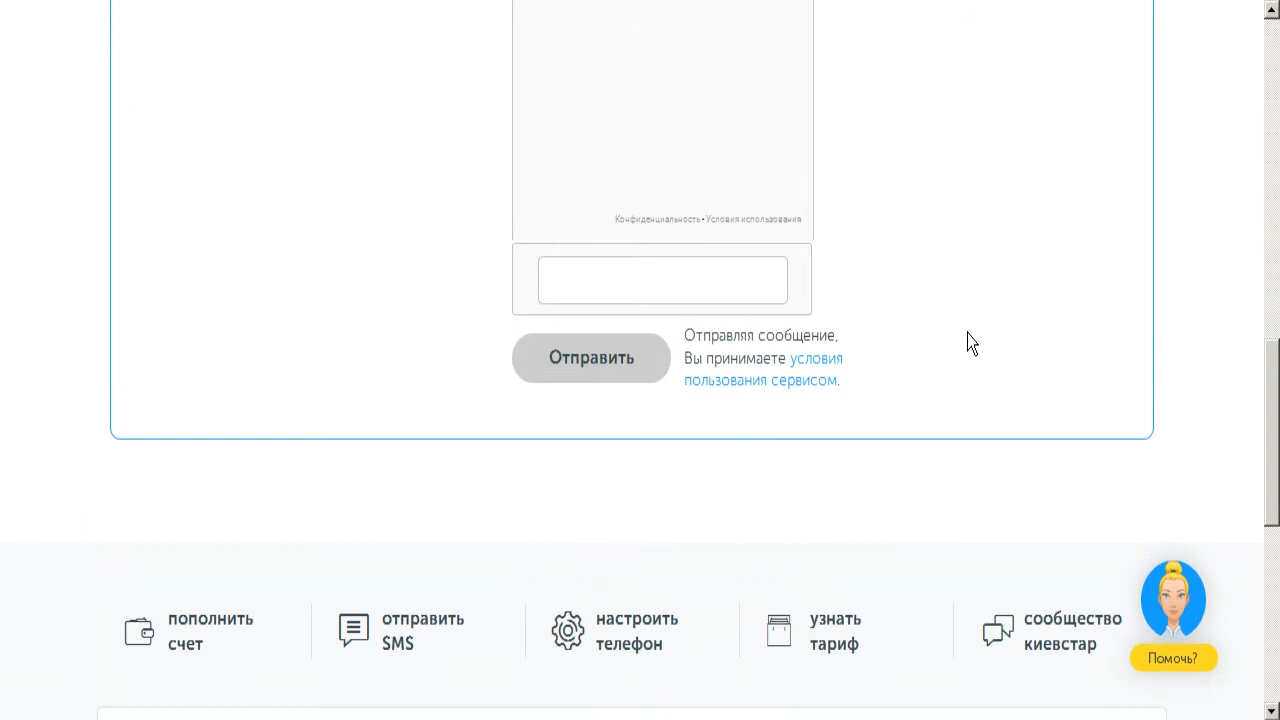 Конфиденциальность • Условия использования
Отправить
Отправляя сообщение,
Вы принимаете условия
пользования сервисом.
пополнить
счет
отправить
SMS
настроить
телефон
узнать
тариф
сообщество
киевстар
Помочь?